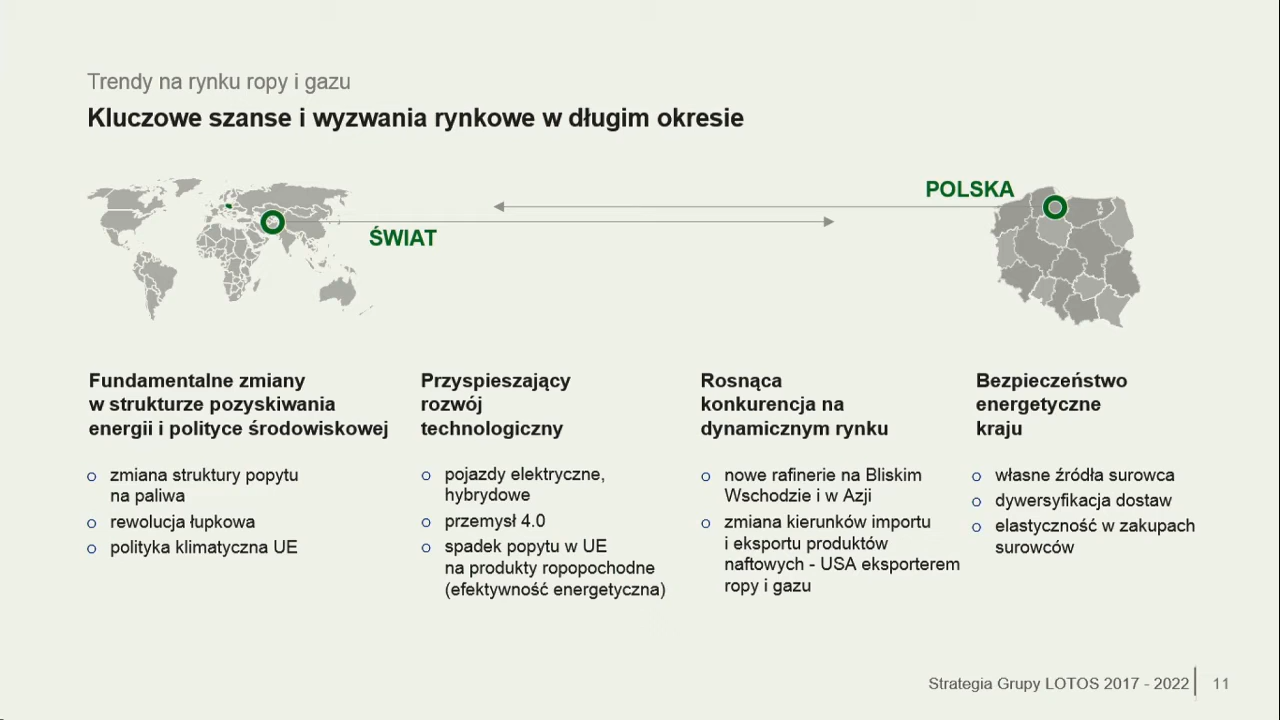 Trendy na rynku ropy i gazu
Kluczowe szanse i wyzwania rynkowe w długim okresie
POLSKA
ŚWIAT
Fundamentalne zmiany
w strukturze pozyskiwania
energii i polityce środowiskowej
o zmiana struktury popytu
na paliwa
o rewolucja łupkowa
o polityka klimatyczna UE
Przyspieszający
rozwój
technologiczny
o pojazdy elektryczne,
hybrydowe
o przemysł 4.0
o spadek popytu w UE
na produkty ropopochodne
(efektywność energetyczna)
Rosnąca
konkurencja na
dynamicznym rynku
o nowe rafinerie na Bliskim
Wschodzie i w Azji
o zmiana kierunków importu
i eksportu produktów
naftowych - USA eksporterem
ropy i gazu
Bezpieczeństwo
energetyczne
kraju
o własne źródła surowca
o dywersyfikacja dostaw
o elastyczność w zakupach
surowców
Strategia Grupy LOTOS 2017 - 2022 11